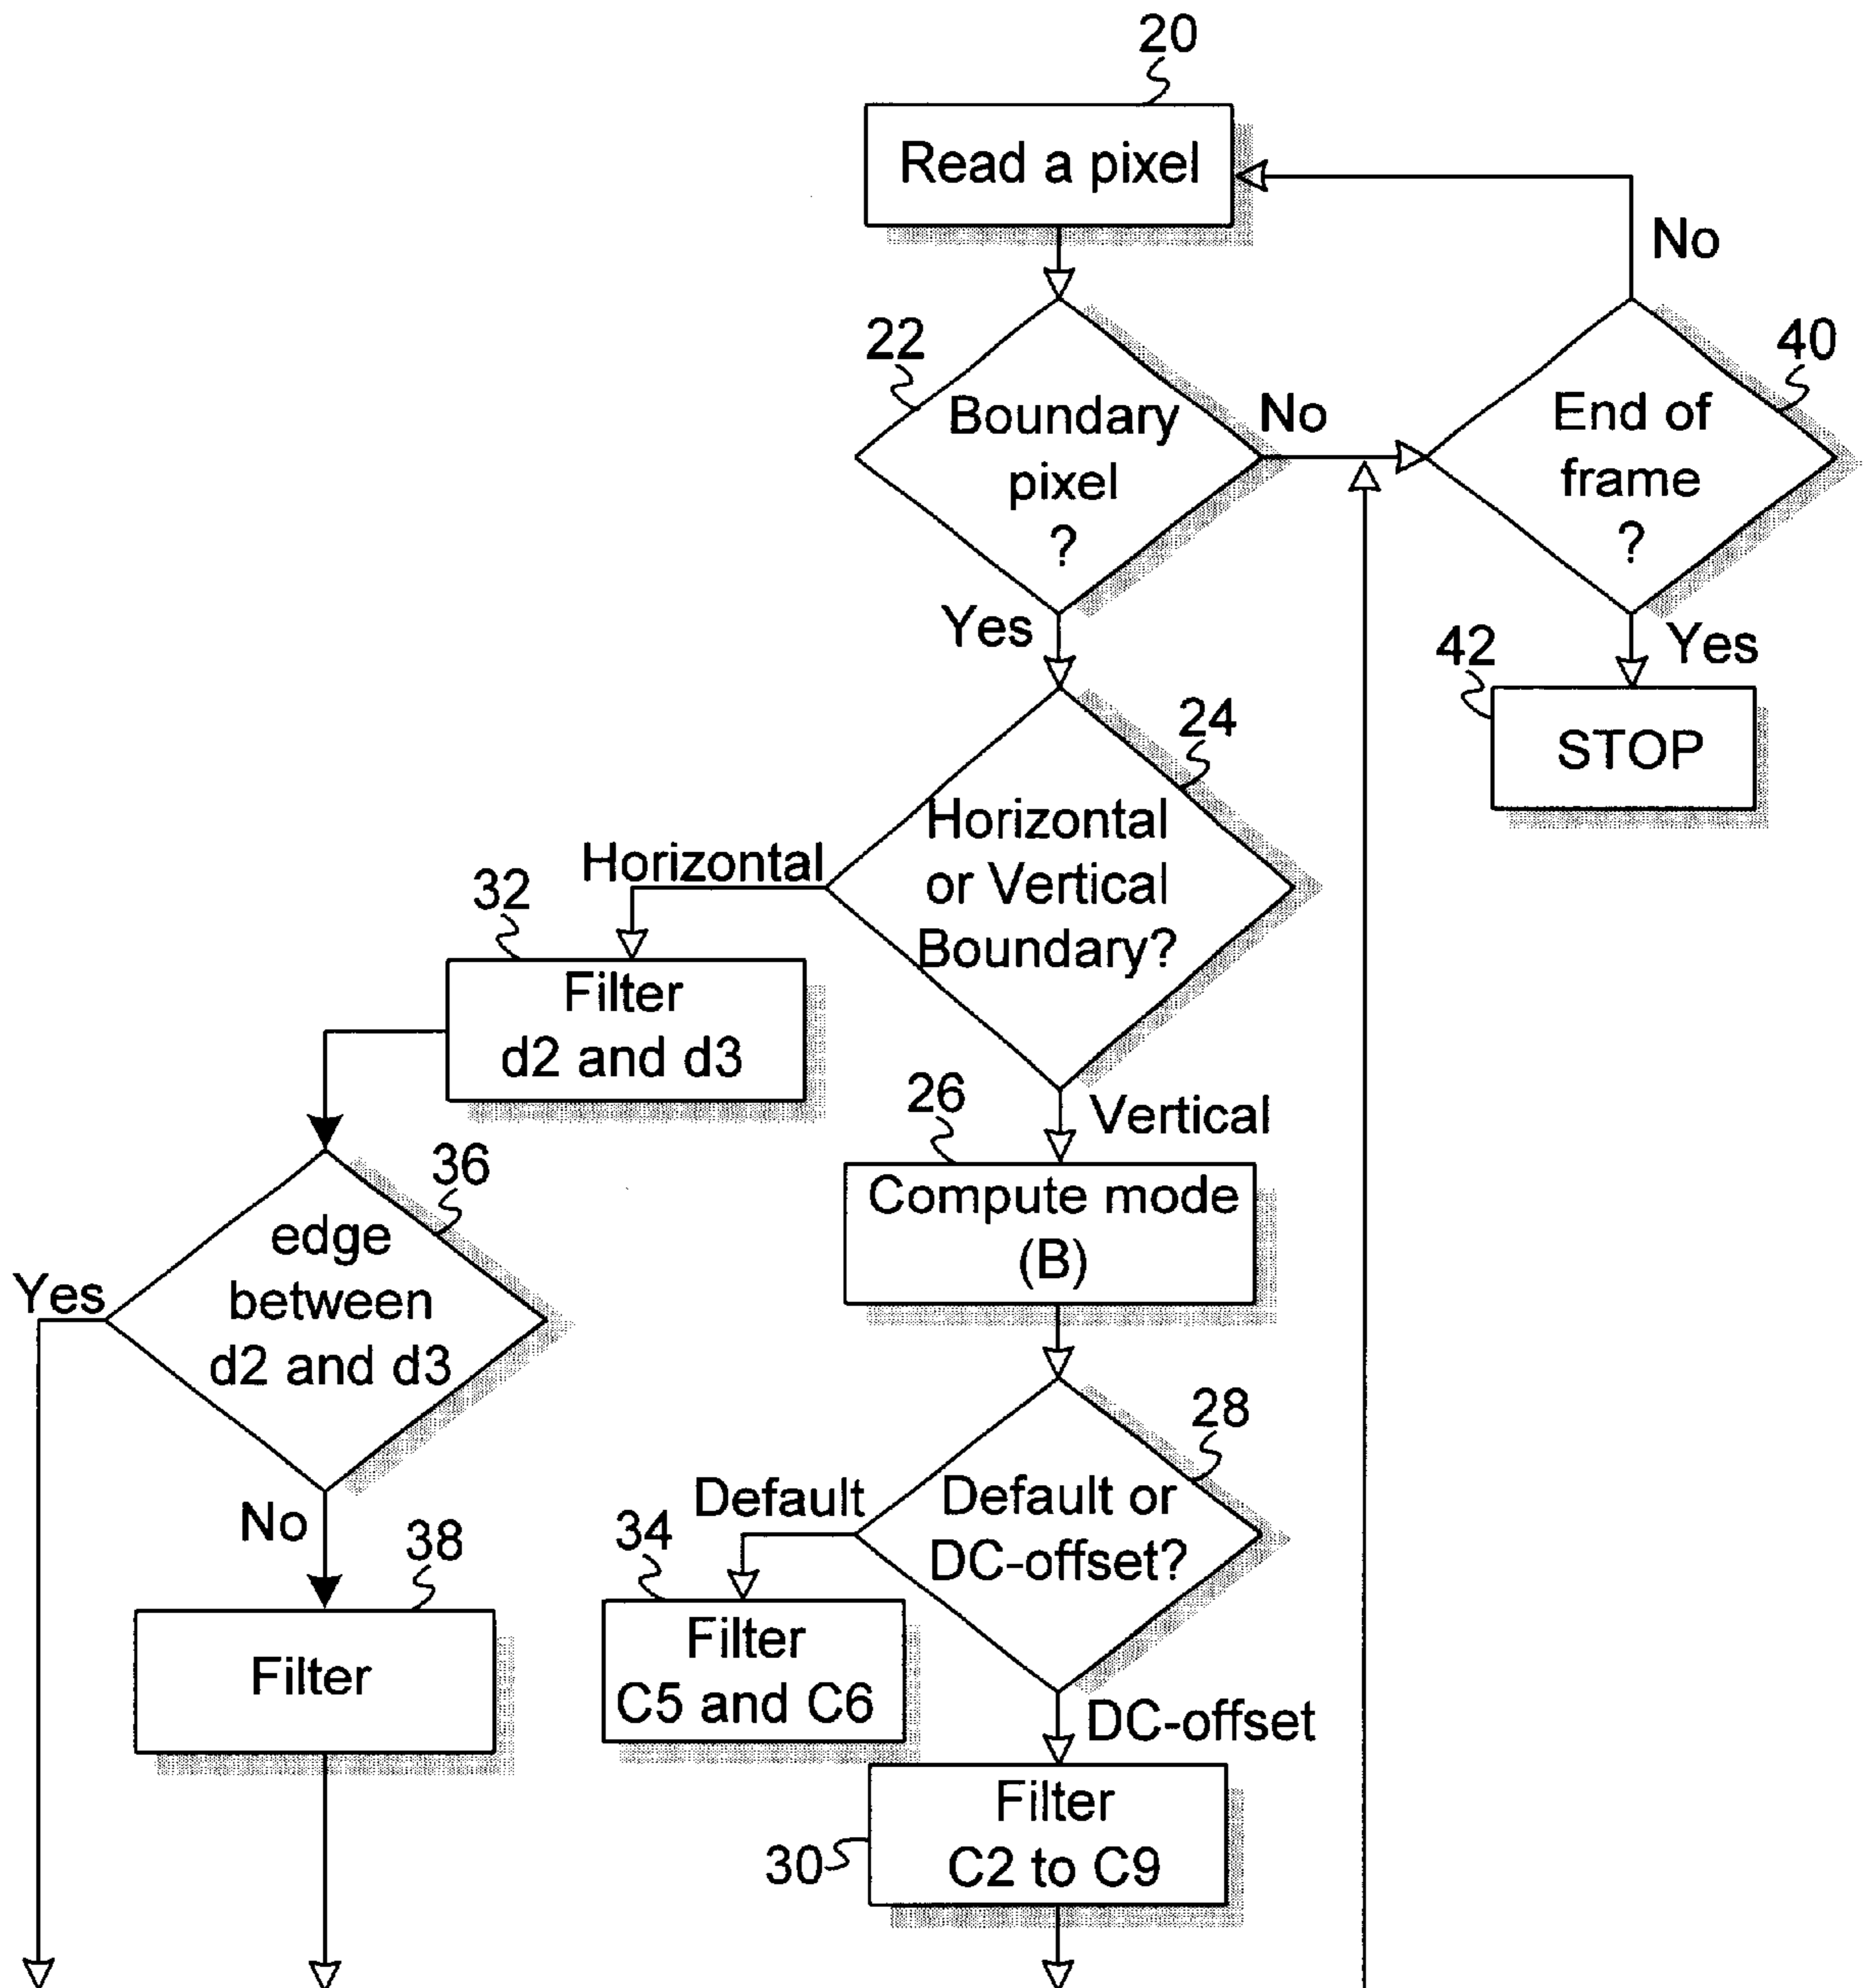 20
Read a pixel
No
22
Boundary
pixel
?
No
40
End of
frame
?
Yes
Yes
42
STOP
24
Horizontal
or Vertical
Boundary?
Horizontal
32
Filter
d2 and d3
Vertical
26
Compute mode
(B)
36
edge
between
d2 and d3
Yes
No
38
Filter
28
Default or
DC-offset?
Default
34
Filter
C5 and C6
DC-offset
30
Filter
C2 to C9